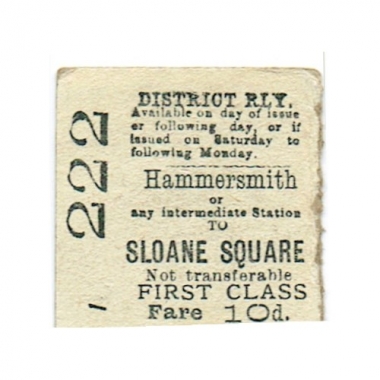 DISTRICT RLY.
Available on day of issue
or following day, or if
issued on Saturday to
following Monday.
Hammersmith
or
any intermediate Station
TO
SLOANE SQUARE
Not transferable
FIRST CLASS
Fare 10d.
222